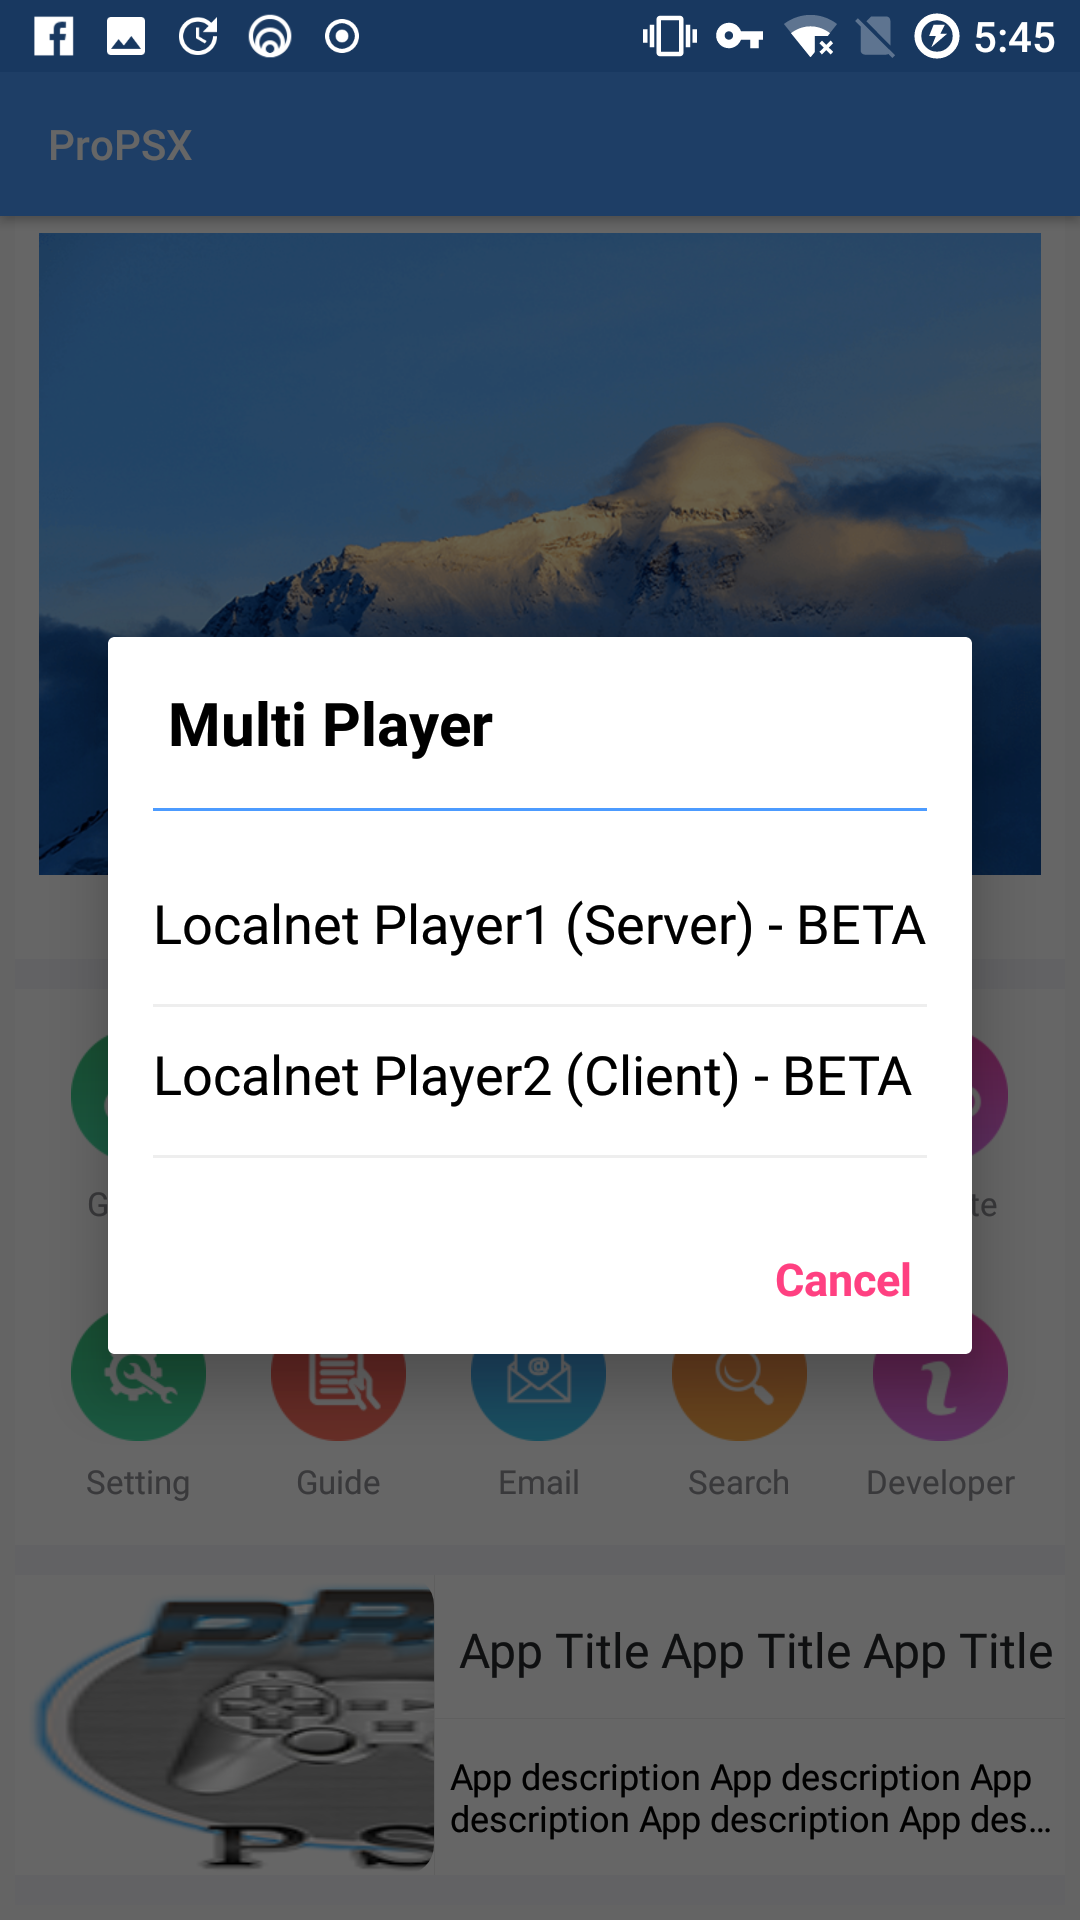 5:45
ProPSX
Multi Player
Localnet Player1 (Server) - BETA
Localnet Player2 (Client) - BETA
G
te
Cancel
Setting
Guide
Email
Search
Developer
App Title App Title App Title
App description App description App
description App description App des...
PS